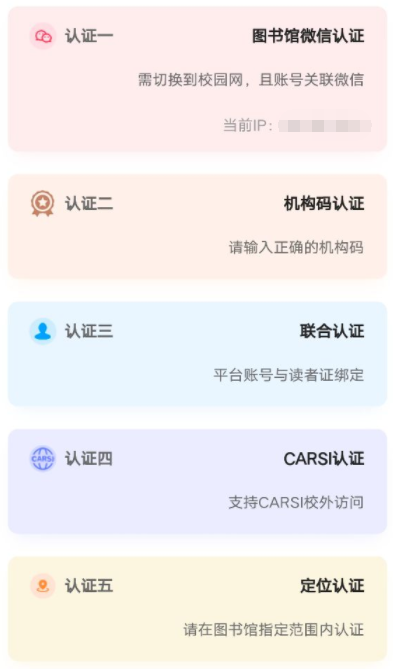 认证一 图书馆微信认证
需切换到校园网，且账号关联微信
当前IP：
认证二 机构码认证
请输入正确的机构码
认证三 联合认证
平台账号与读者证绑定
CARSI 认证四 CARSI认证
支持CARSI校外访问
认证五 定位认证
请在图书馆指定范围内认证